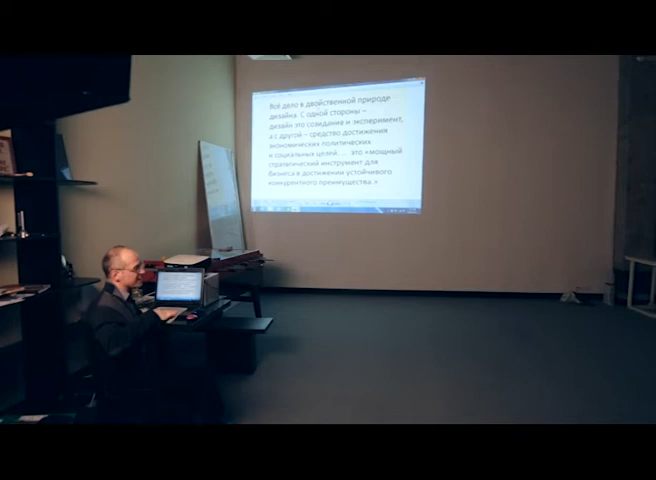 Всё дело в двойственной природе
дизайна. С одной стороны –
дизайн это созидание и эксперимент,
а с другой – средство достижения
экономических политических
и социальных целей. ... это «мощный
стратегический инструмент для
бизнеса в достижении устойчивого
конкурентного преимущества.»